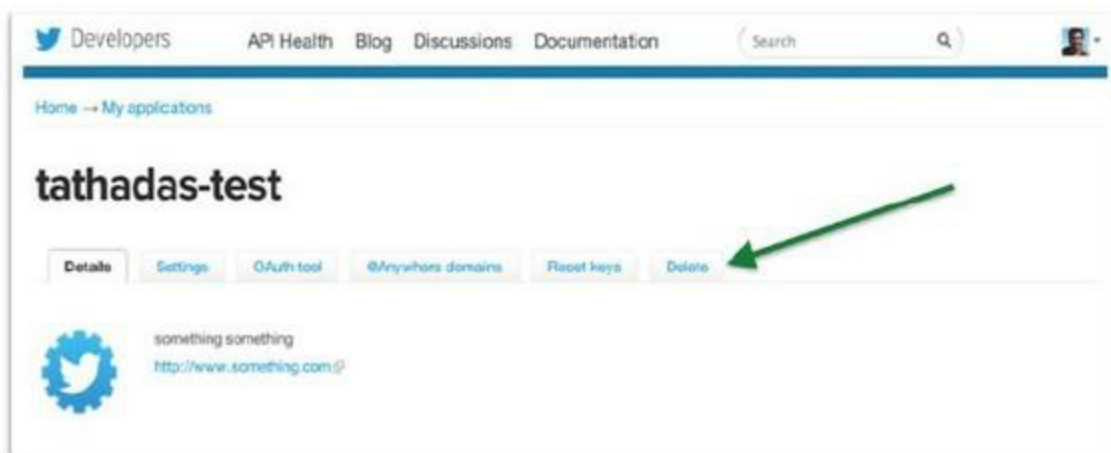 Developers API Health Blog Discussions Documentation Search
Home → My applications
tathadas-test
Details Settings OAuth tool @Anywhere domains Reset keys Delete
something something
http://www.something.com